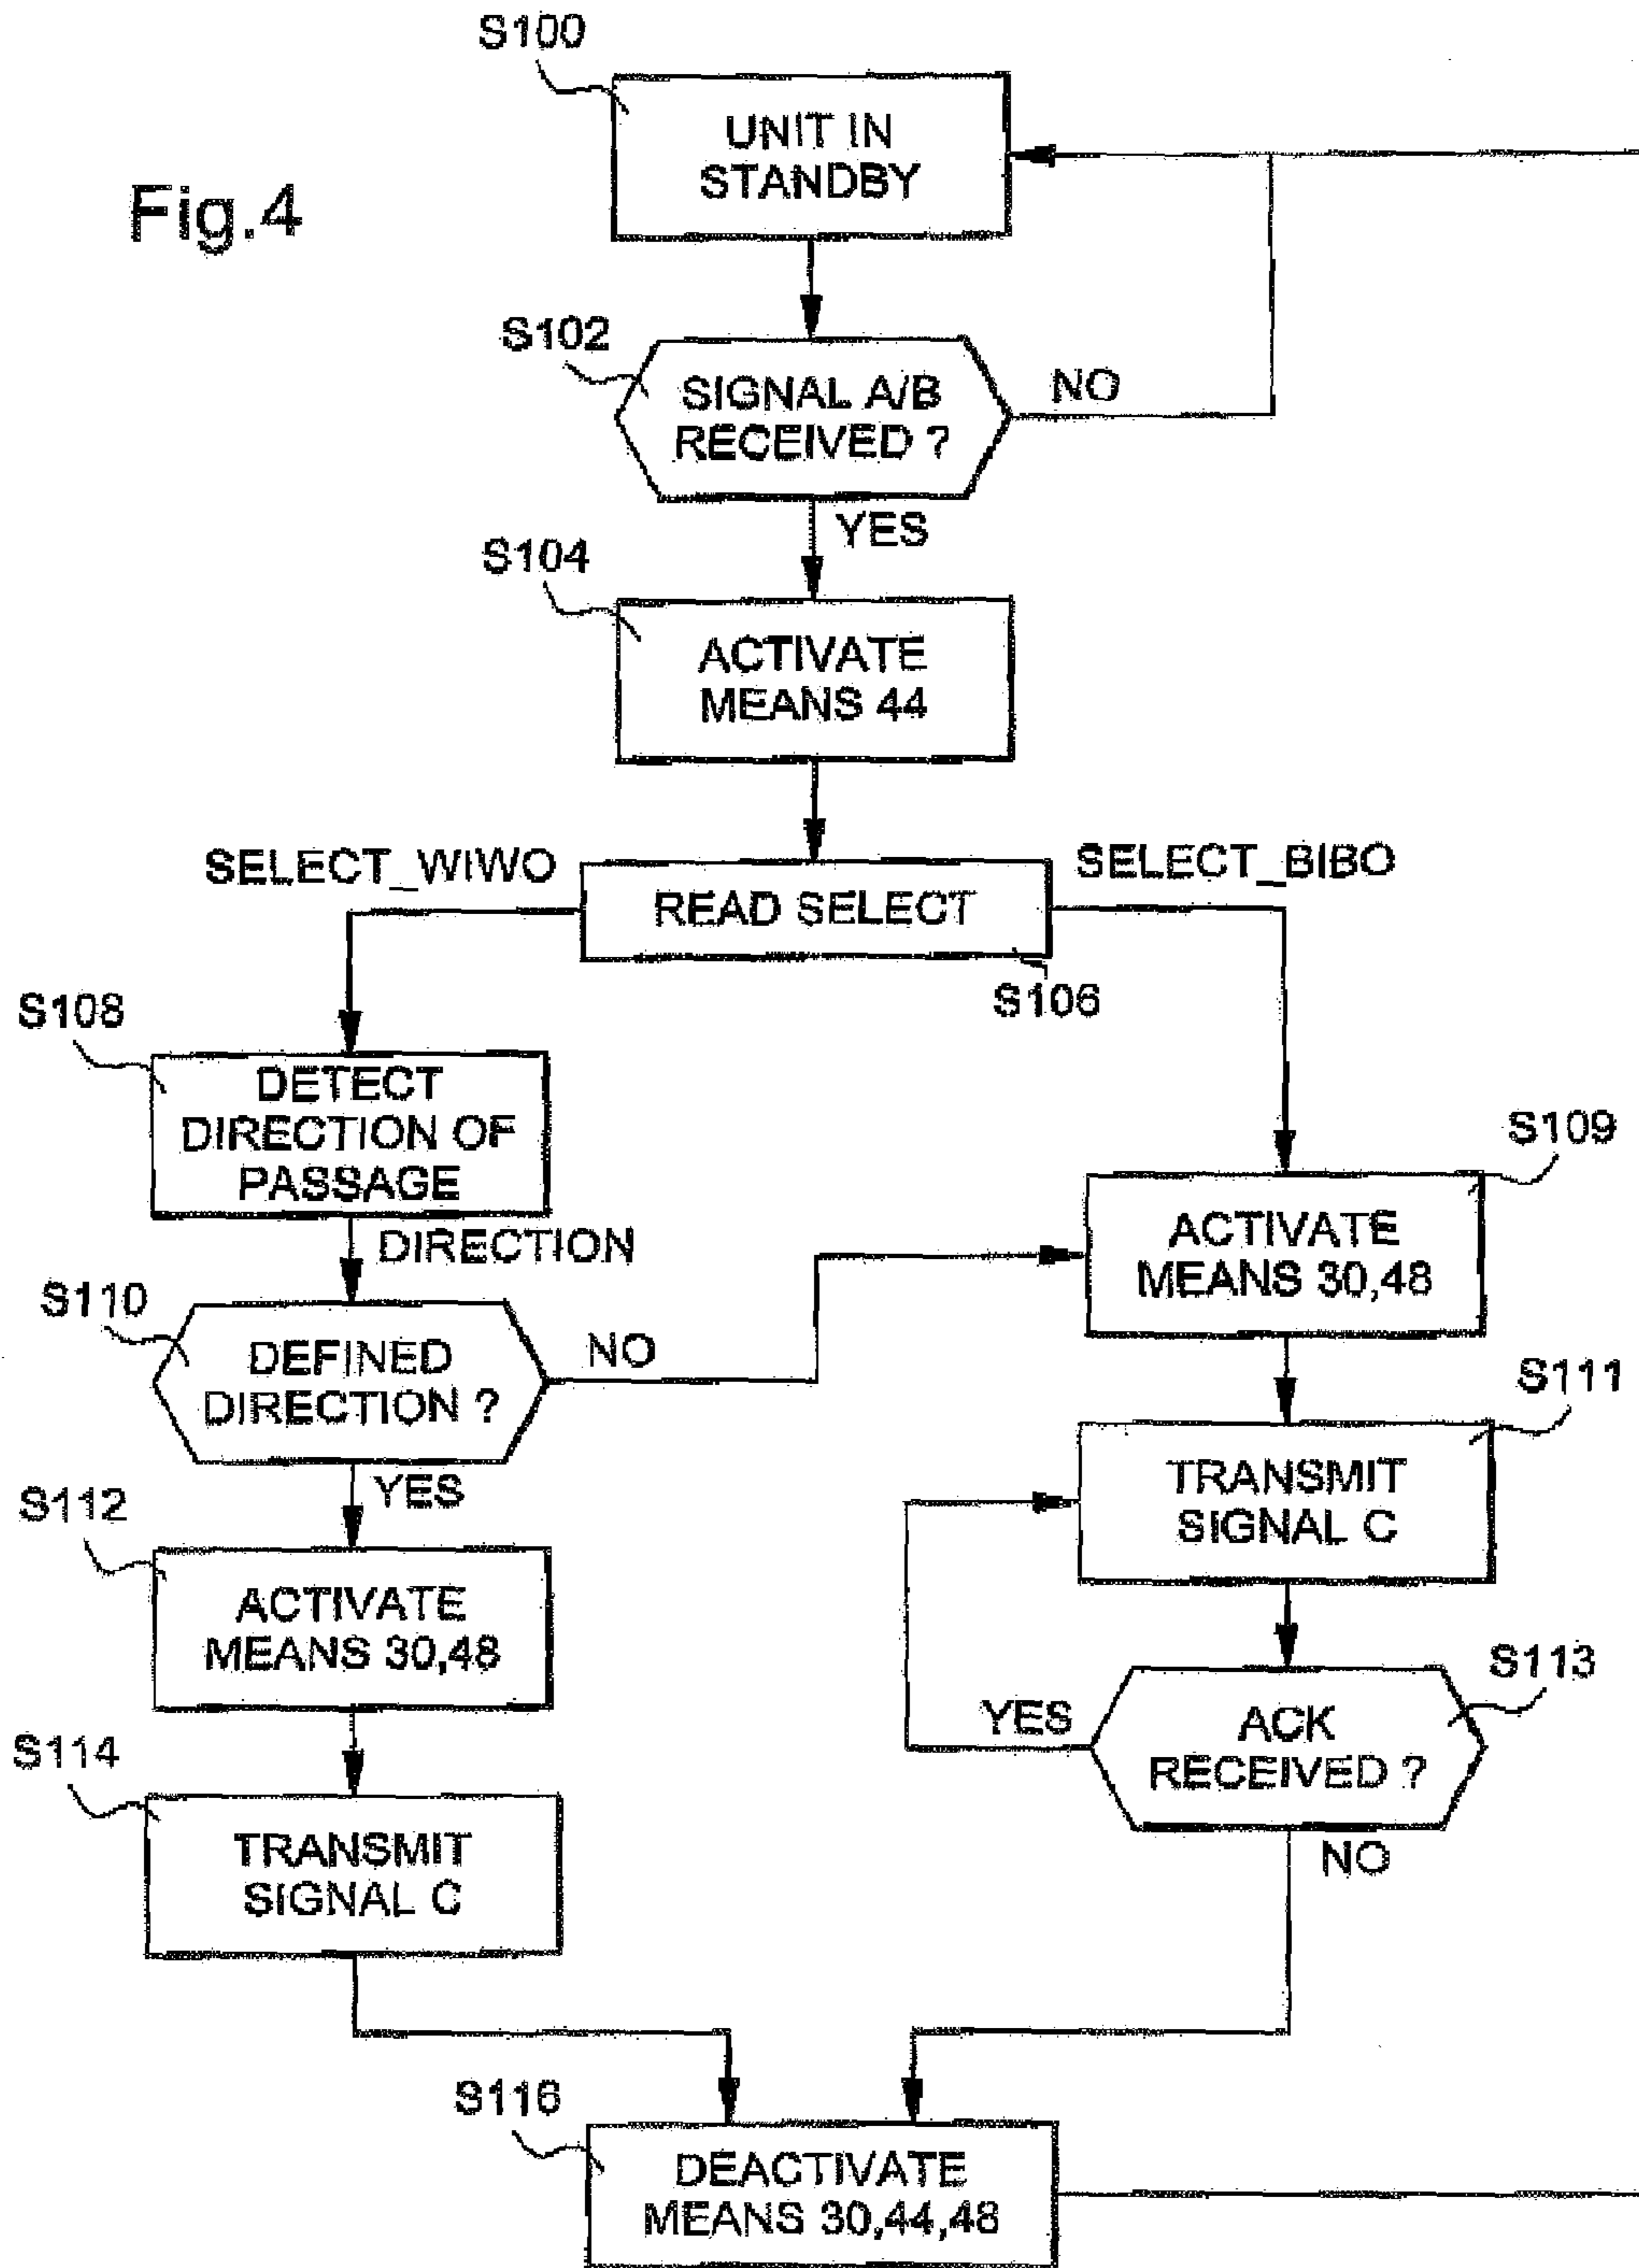 Fig.4
S100
UNIT IN
STANDBY
S102
SIGNAL A/B
RECEIVED ?
NO
YES
S104
ACTIVATE
MEANS 44
SELECT_WIWO
READ SELECT
SELECT_BIBO
S106
S108
DETECT
DIRECTION OF
PASSAGE
DIRECTION
S109
ACTIVATE
MEANS 30,48
S110
DEFINED
DIRECTION ?
NO
YES
S111
TRANSMIT
SIGNAL C
S112
ACTIVATE
MEANS 30,48
S113
ACK
RECEIVED ?
YES
NO
S114
TRANSMIT
SIGNAL C
S116
DEACTIVATE
MEANS 30,44,48